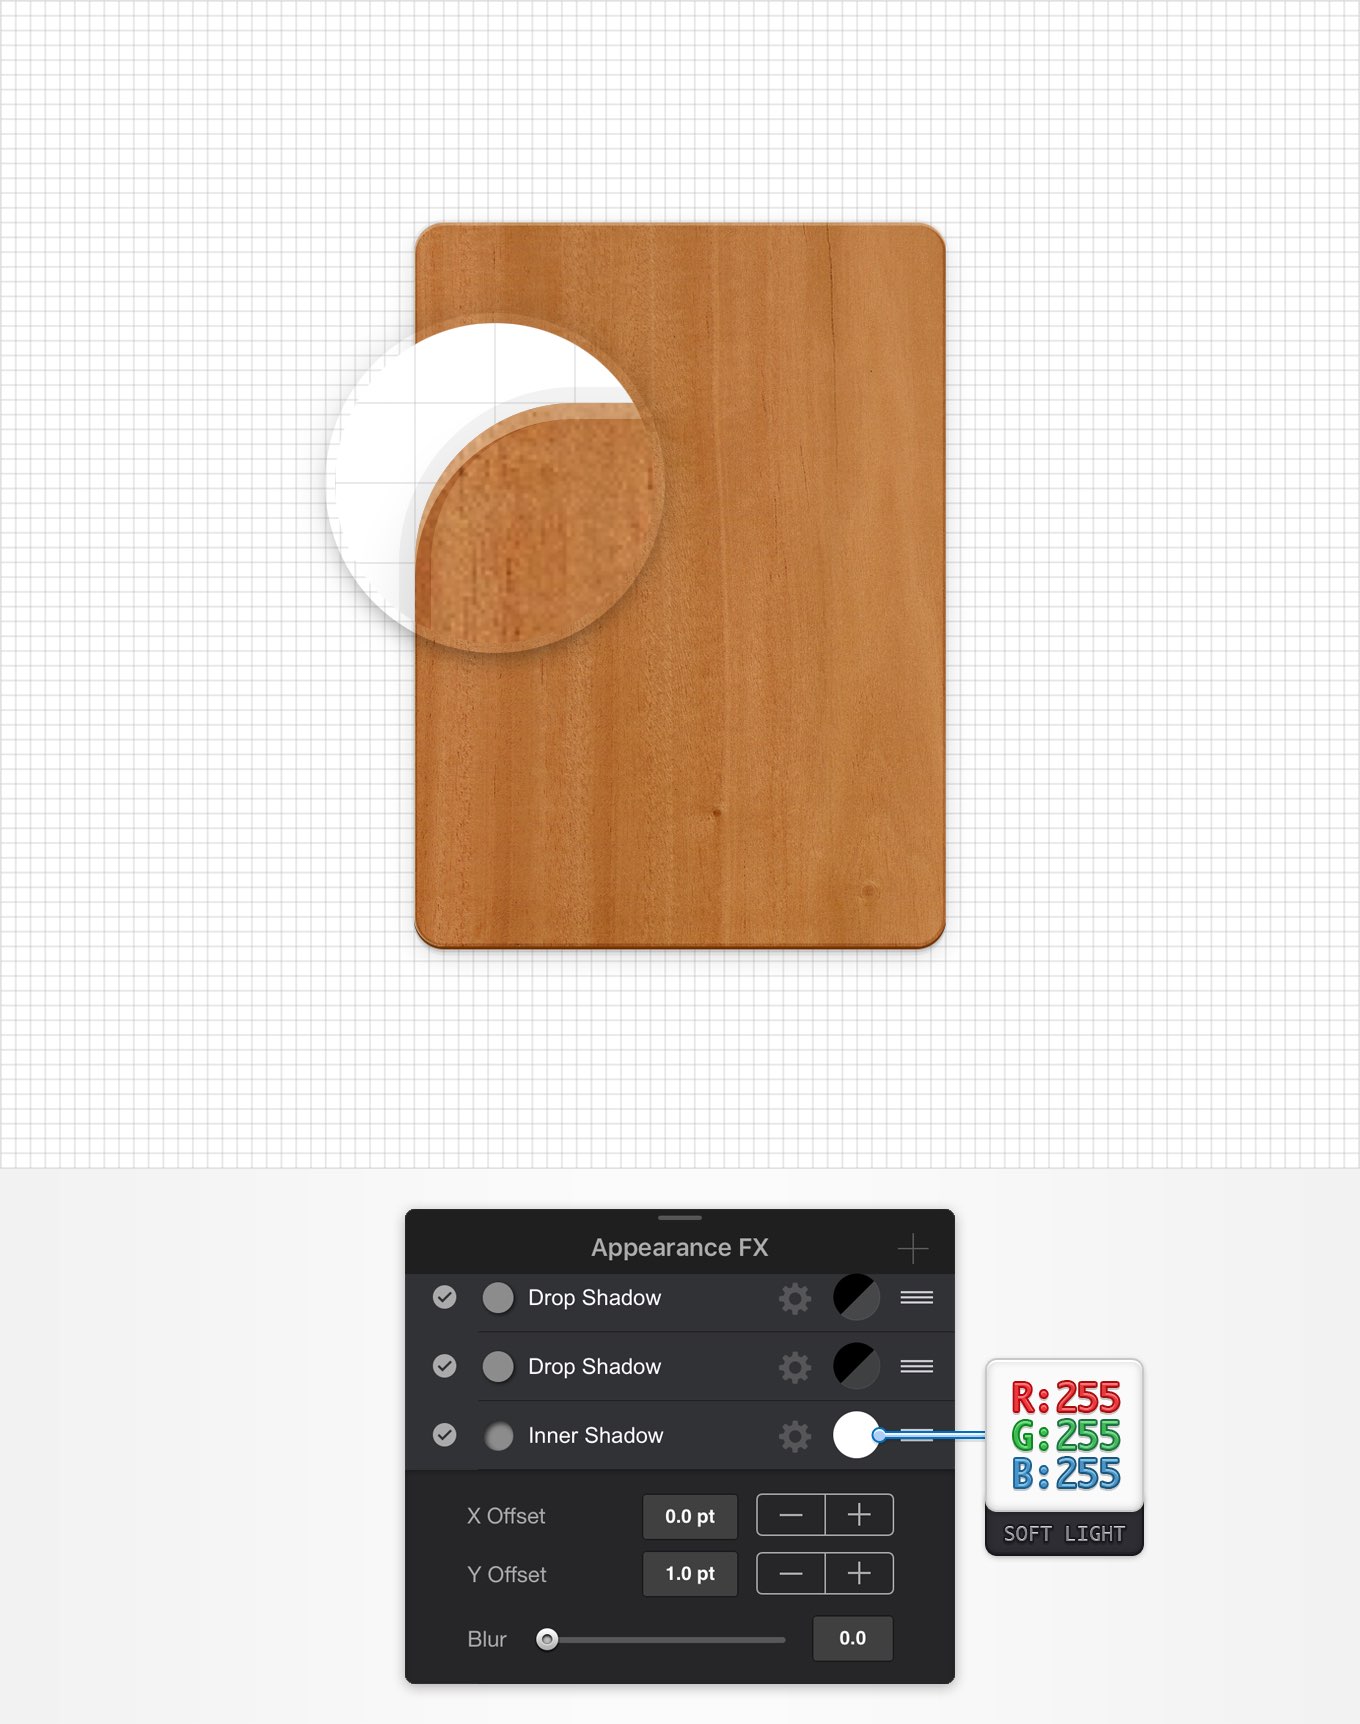 Appearance FX
Drop Shadow
Drop Shadow
Inner Shadow
R:255
G:255
B:255
SOFT LIGHT
X Offset 0.0 pt
Y Offset 1.0 pt
Blur 0.0